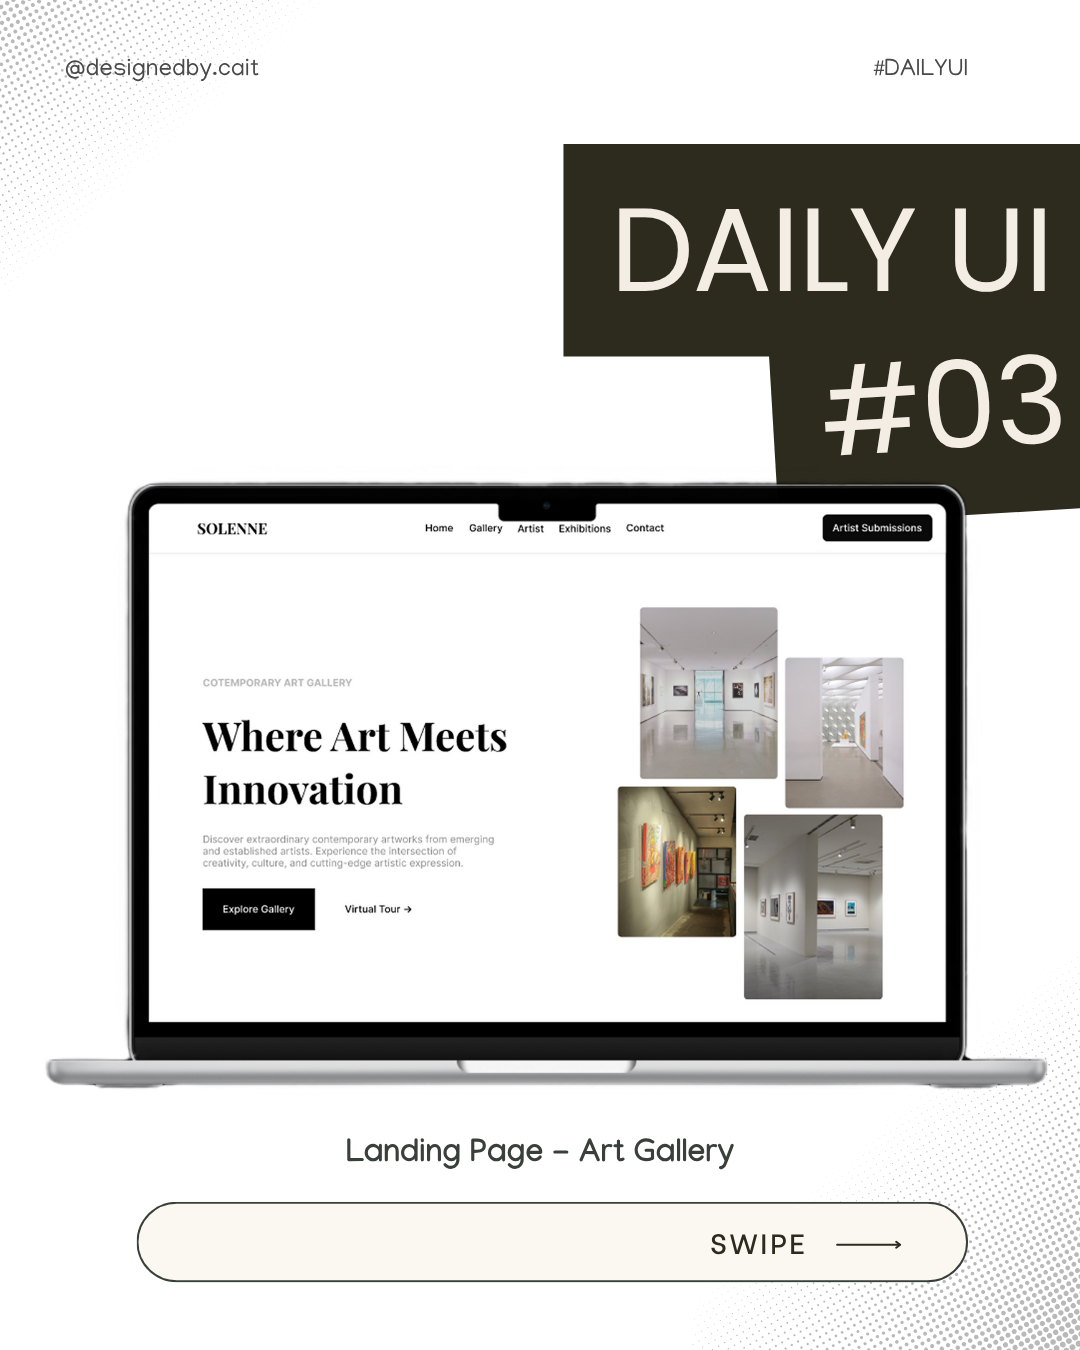 @designedby.cait
#DAILYUI
DAILY UI
#03
SOLENNE
Home Gallery Artist Exhibitions Contact
Artist Submissions
COTEMPORARY ART GALLERY
Where Art Meets
Innovation
Discover extraordinary contemporary artworks from emerging
and established artists. Experience the intersection of
creativity, culture, and cutting-edge artistic expression.
Explore Gallery
Virtual Tour →
Landing Page – Art Gallery
SWIPE